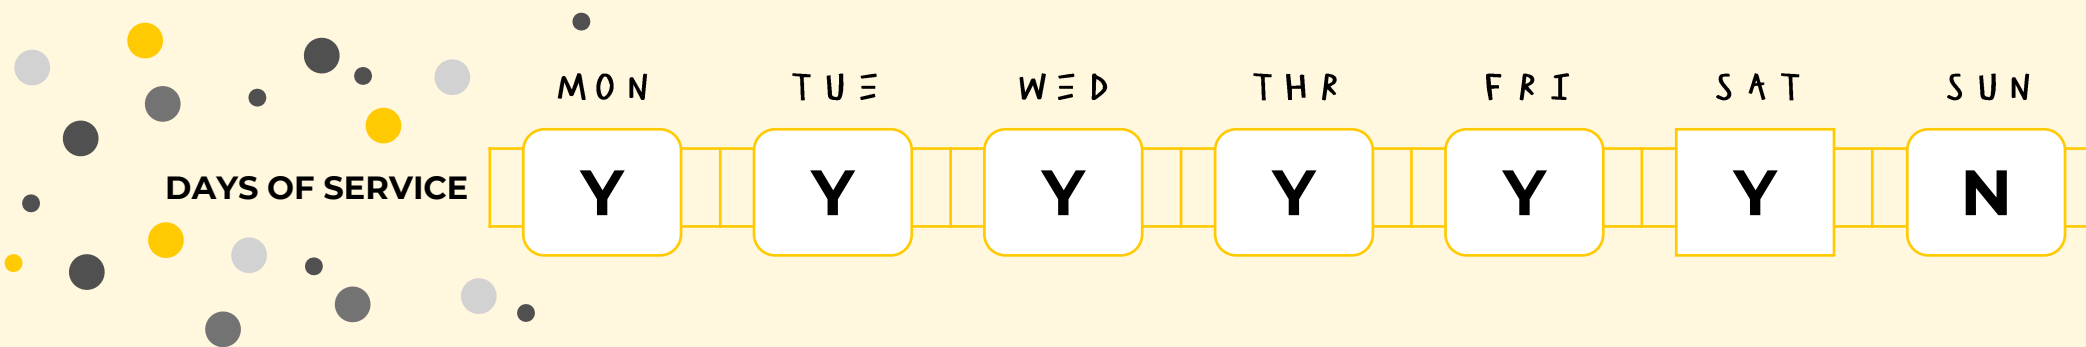 MON TUE WED THR FRI SAT SUN
DAYS OF SERVICE Y Y Y Y Y Y N